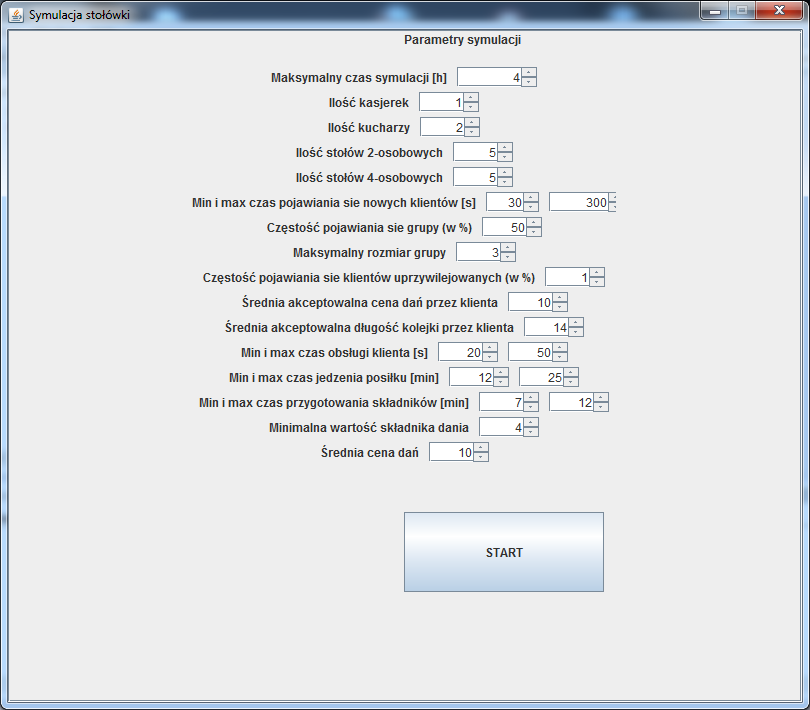 Symulacja stołówki
Parametry symulacji
Maksymalny czas symulacji [h] 4
Ilość kasjerek 1
Ilość kucharzy 2
Ilość stołów 2-osobowych 5
Ilość stołów 4-osobowych 5
Min i max czas pojawiania sie nowych klientów [s] 30 300
Częstość pojawiania sie grupy (w %) 50
Maksymalny rozmiar grupy 3
Częstość pojawiania sie klientów uprzywilejowanych (w %) 1
Średnia akceptowalna cena dań przez klienta 10
Średnia akceptowalna długość kolejki przez klienta 14
Min i max czas obsługi klienta [s] 20 50
Min i max czas jedzenia posiłku [min] 12 25
Min i max czas przygotowania składników [min] 7 12
Minimalna wartość składnika dania 4
Średnia cena dań 10
START